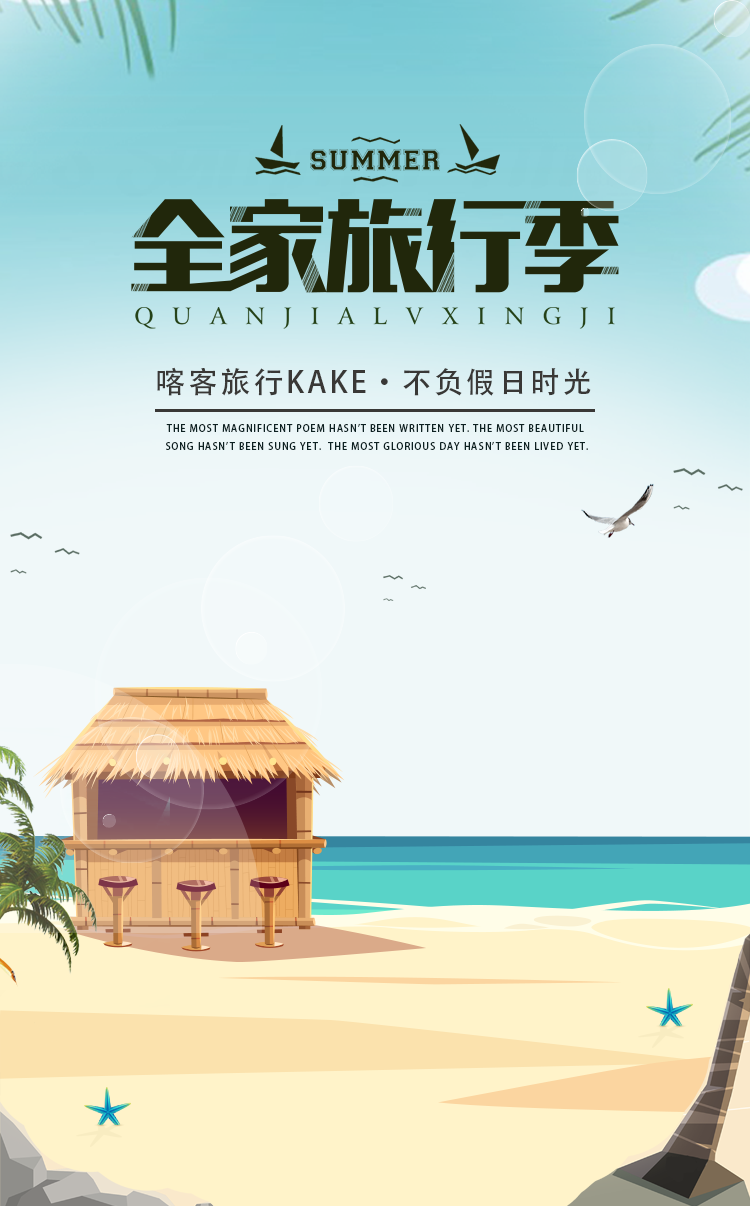 SUMMER
全家旅行季
QUANJIALVXINGJI
喀客旅行KAKE·不负假日时光
THE MOST MAGNIFICENT POEM HASN'T BEEN WRITTEN YET. THE MOST BEAUTIFUL
SONG HASN'T BEEN SUNG YET. THE MOST GLORIOUS DAY HASN'T BEEN LIVED YET.